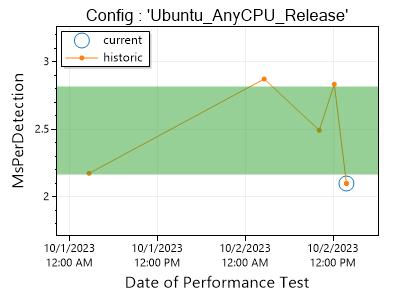 Config : 'Ubuntu_AnyCPU_Release'
current
historic
MsPerDetection
3
2.5
2
10/1/2023 12:00 AM
10/1/2023 12:00 PM
10/2/2023 12:00 AM
10/2/2023 12:00 PM
Date of Performance Test